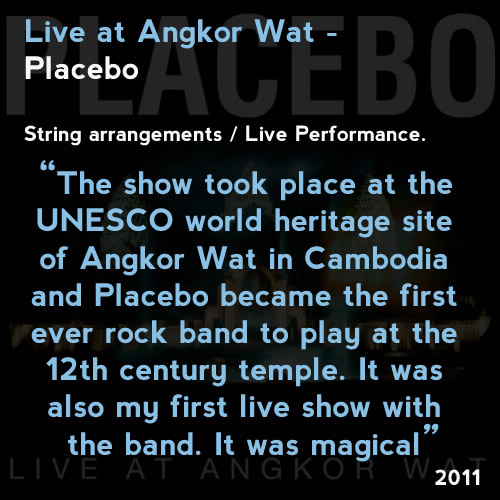 PLACEBO
Live at Angkor Wat -
Placebo
String arrangements / Live Performance.
“The show took place at the
UNESCO world heritage site
of Angkor Wat in Cambodia
and Placebo became the first
ever rock band to play at the
12th century temple. It was
also my first live show with
the band. It was magical”
LIVE AT ANGKOR WAT
2011